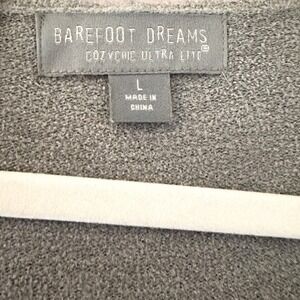 BAREFOOT DREAMS
COZYCHIC ULTRA LITE®
L
MADE IN
CHINA